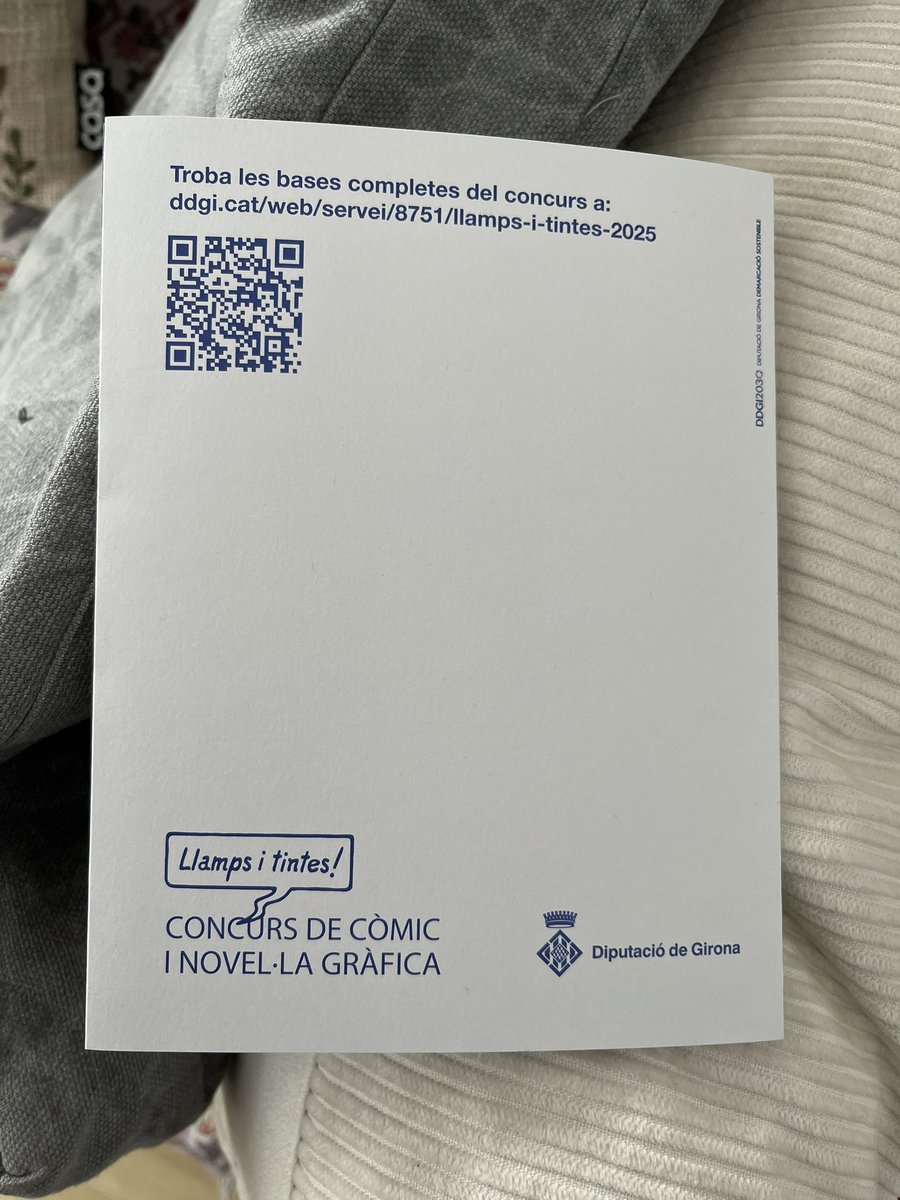 Troba les bases completes del concurs a:
ddgi.cat/web/servei/8751/llamps-i-tintes-2025
DDGI2030 DIPUTACIÓ DE GIRONA DEMARCACIÓ SOSTENIBLE
Llamps i tintes!
CONCURS DE CÒMIC
I NOVEL·LA GRÀFICA
Diputació de Girona
coso